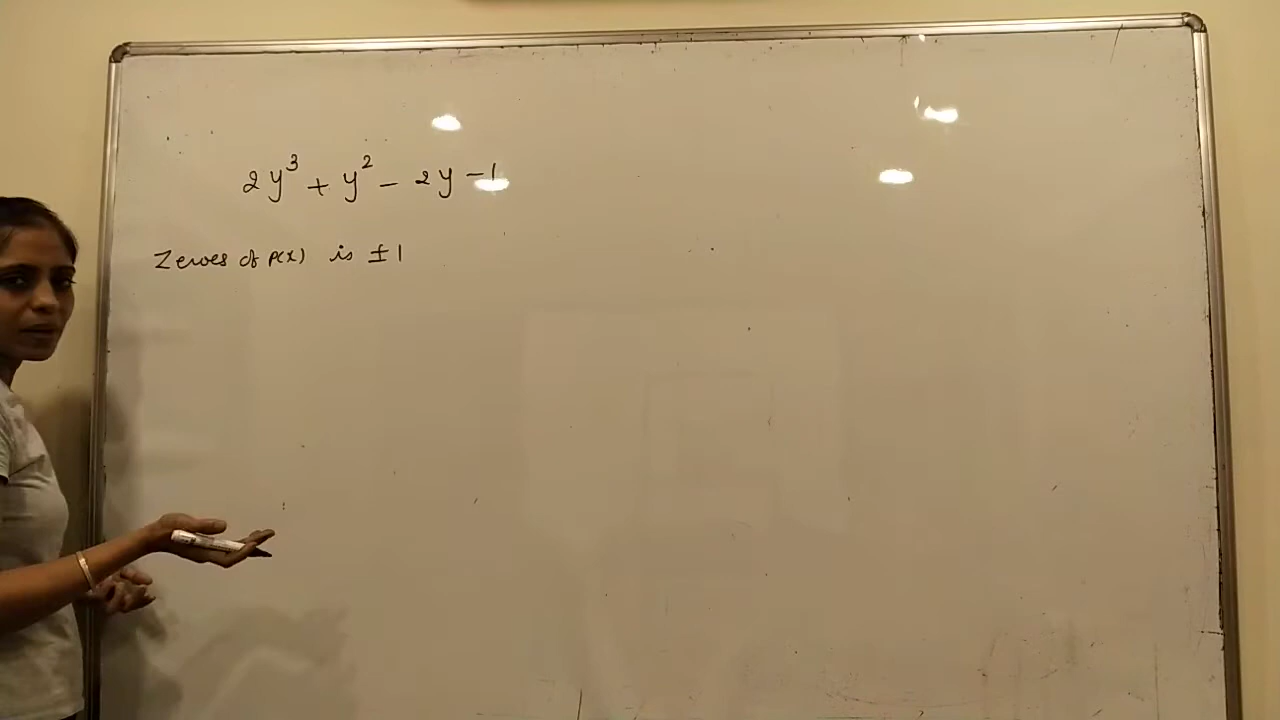 2y³ + y² - 2y - 1
Zeroes of p(x) is ± 1